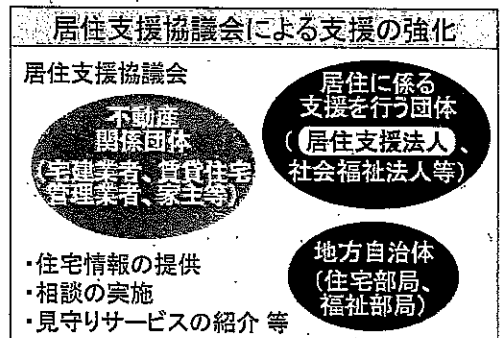 居住支援協議会による支援の強化
居住支援協議会
不動産
関係団体
(宅建業者、賃貸住宅
管理業者、家主等)
居住に係る
支援を行う団体
(居住支援法人、
社会福祉法人等)
地方自治体
(住宅部局、
福祉部局)
・住宅情報の提供
・相談の実施
・見守りサービスの紹介 等